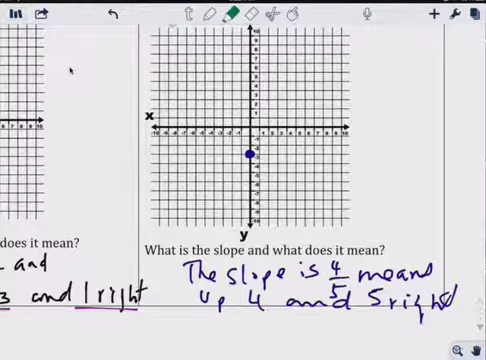 x
y
does it mean?
What is the slope and what does it mean?
and
3 and 1 right
The slope is 4/5 means
up 4 and 5 right